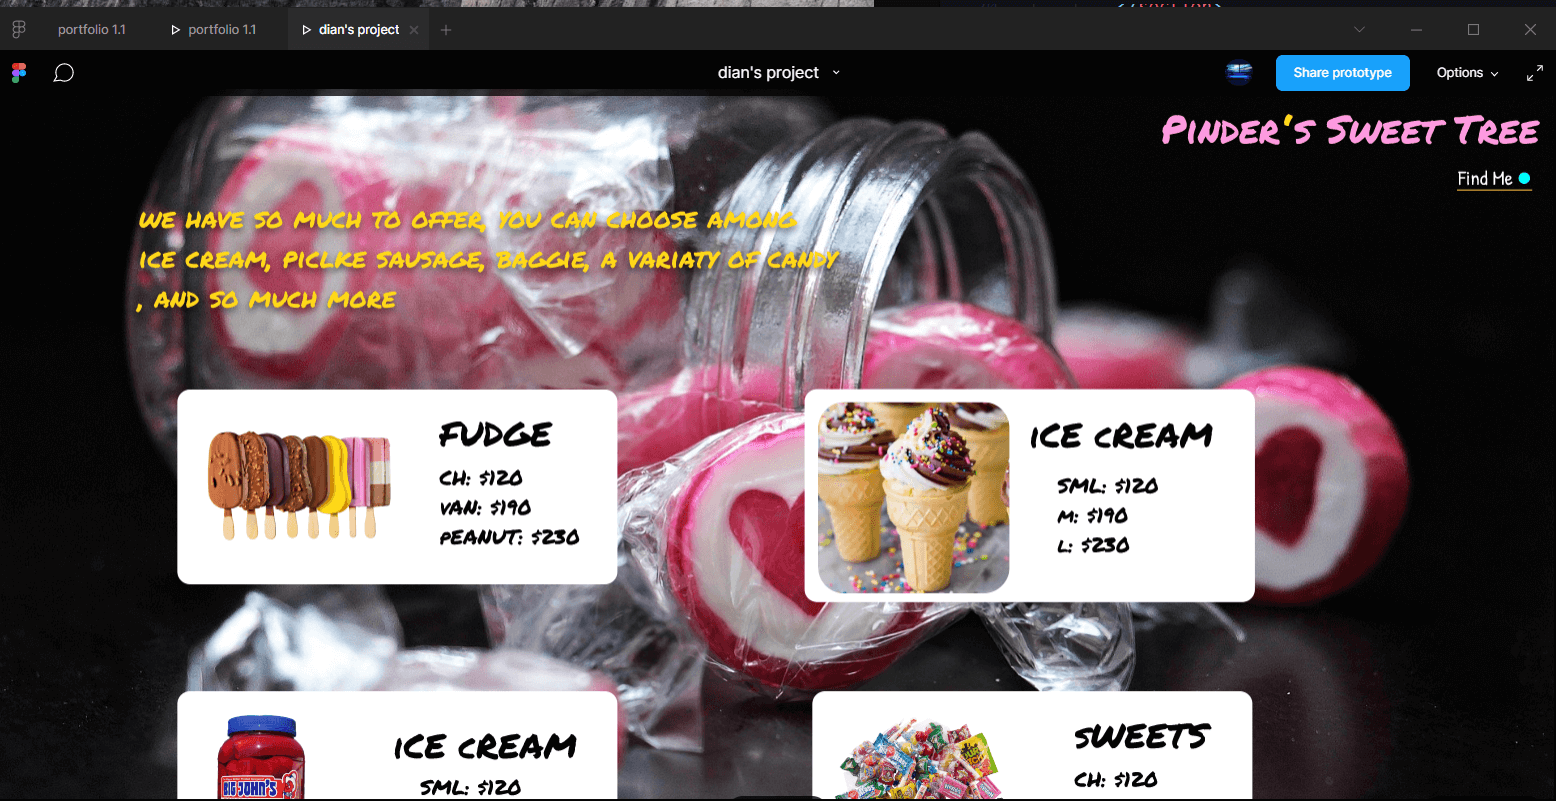 portfolio 1.1
portfolio 1.1
dian's project
dian's project
Share prototype
Options
Pinder's Sweet Tree
Find Me
WE HAVE SO MUCH TO OFFER, YOU CAN CHOOSE AMONG
ICE CREAM, PICLKE SAUSAGE, BAGGIE, A VARIATY OF CANDY
, AND SO MUCH MORE
FUDGE
CH: $120
VAN: $190
PEANUT: $230
ICE CREAM
SML: $120
M: $190
L: $230
BIG JOHN'S
ICE CREAM
SML: $120
SWEETS
CH: $120